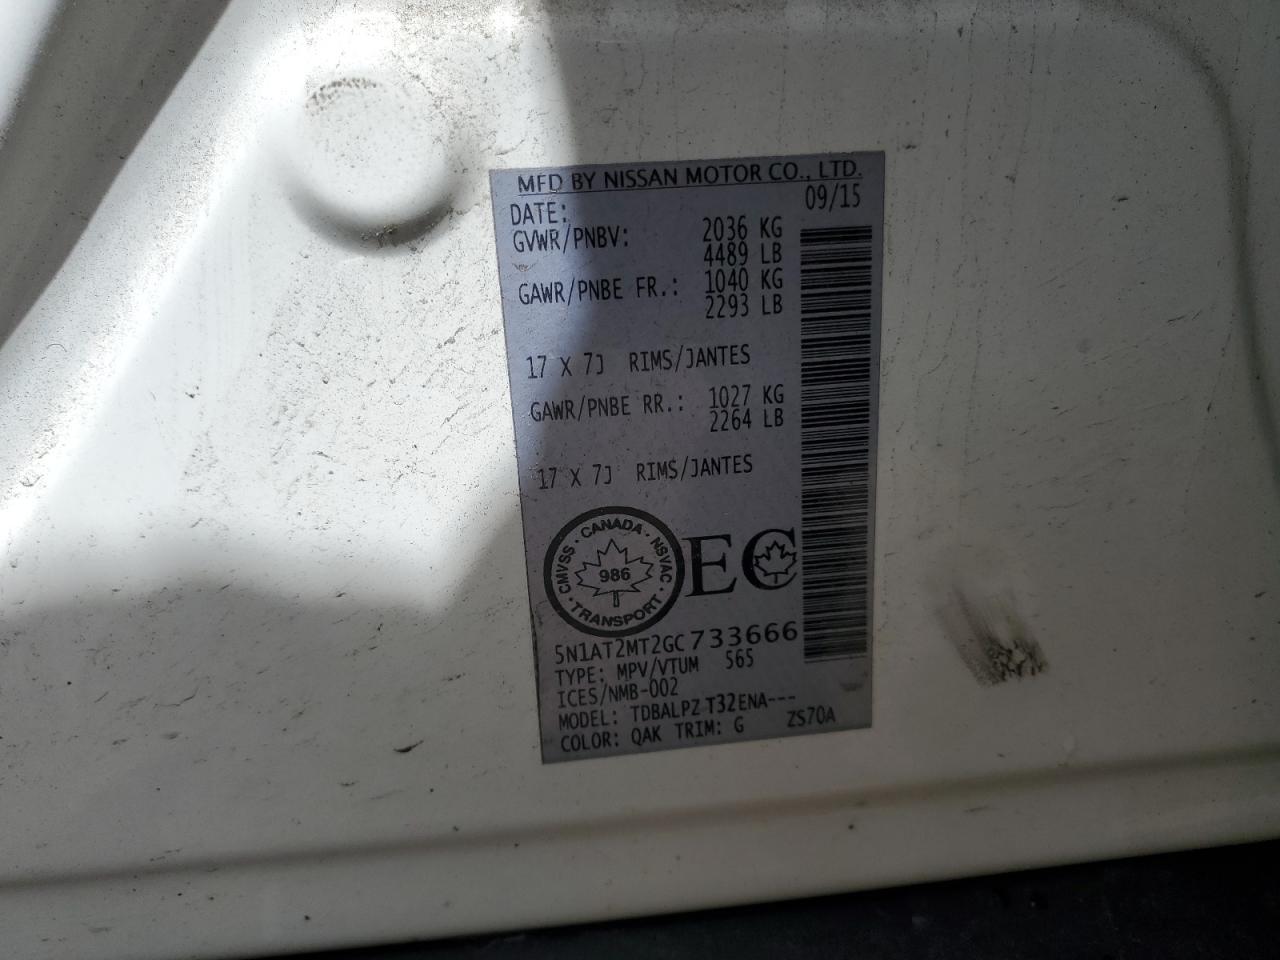 MFD BY NISSAN MOTOR CO., LTD.
DATE: 09/15
GVWR/PNBV: 2036 KG
4489 LB
GAWR/PNBE FR.: 1040 KG
2293 LB
17 X 7J RIMS/JANTES
GAWR/PNBE RR.: 1027 KG
2264 LB
17 X 7J RIMS/JANTES
CMVSS · CANADA · NSVAC · TRANSPORT ·
986
EC
5N1AT2MT2GC733666
TYPE: MPV/VTUM 565
ICES/NMB-002
MODEL: TDBALPZ T32ENA---
COLOR: QAK TRIM: G ZS70A